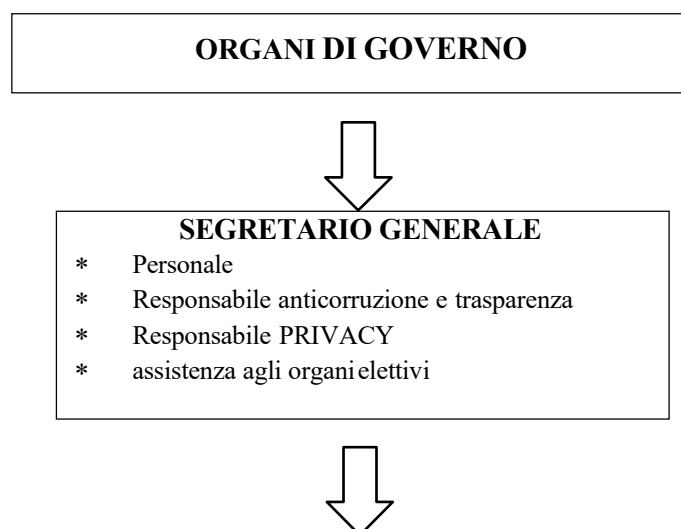 ORGANI DI GOVERNO
SEGRETARIO GENERALE
* Personale
* Responsabile anticorruzione e trasparenza
* Responsabile PRIVACY
* assistenza agli organi elettivi